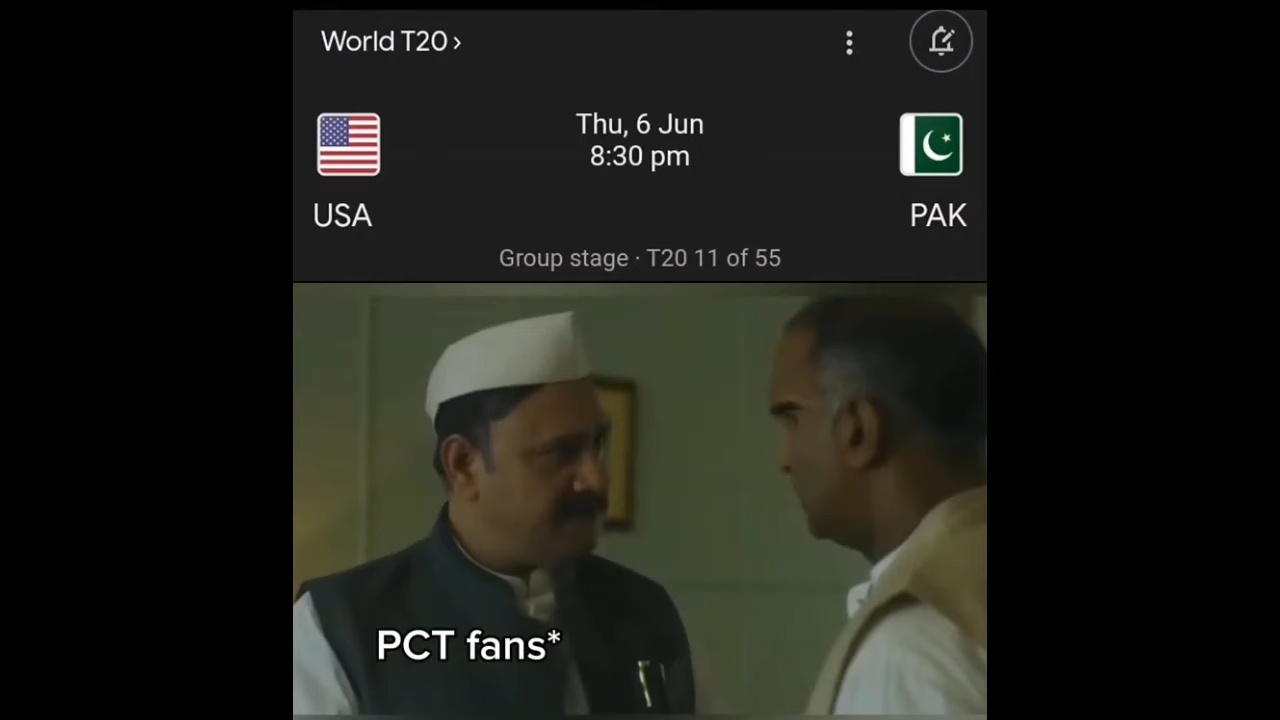 World T20 ›
Thu, 6 Jun
8:30 pm
USA
PAK
Group stage · T20 11 of 55
PCT fans*